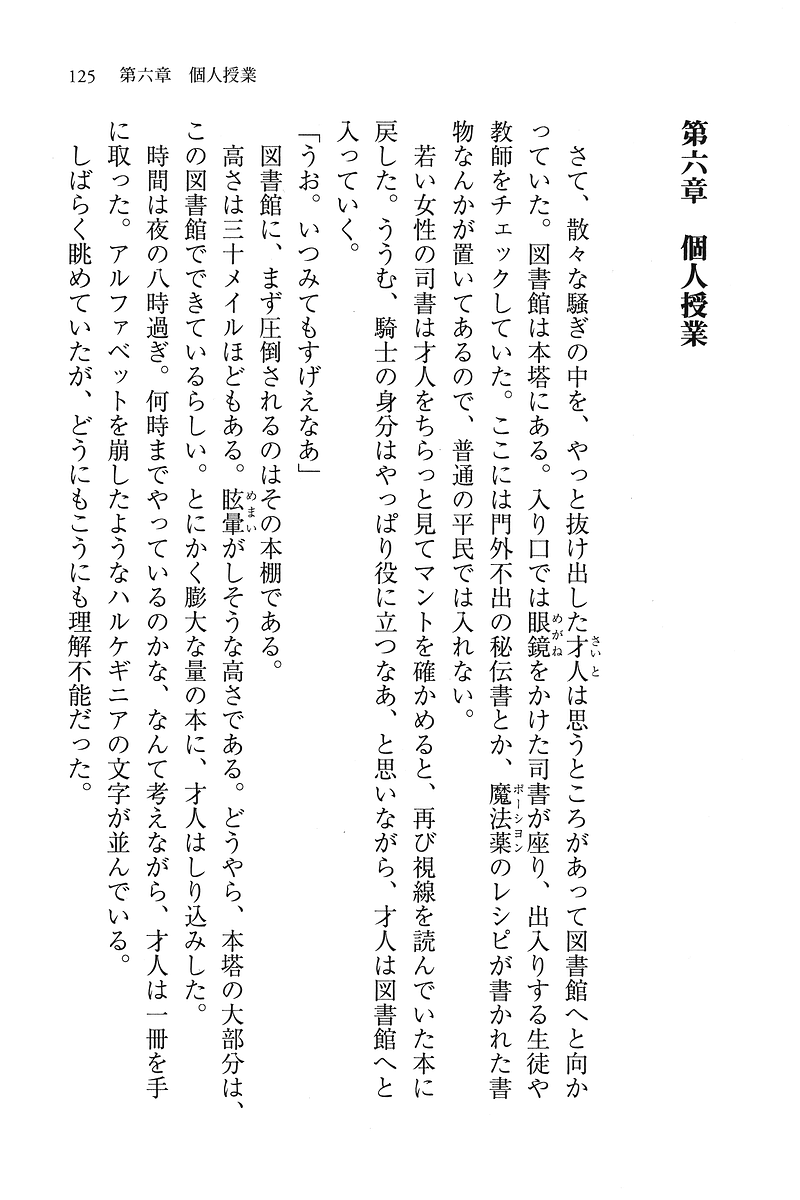 125　第六章　個人授業
第六章　個人授業
さて、散々な騒ぎの中を、やっと抜け出した才人は思うところがあって図書館へと向か
っていた。図書館は本塔にある。入り口では眼鏡をかけた司書が座り、出入りする生徒や
教師をチェックしていた。ここには門外不出の秘伝書とか、魔法薬のレシピが書かれた書
物なんかが置いてあるので、普通の平民では入れない。
若い女性の司書は才人をちらっと見てマントを確かめると、再び視線を読んでいた本に
戻した。ううむ、騎士の身分はやっぱり役に立つなあ、と思いながら、才人は図書館へと
入っていく。
「うお。いつみてもすげえなあ」
図書館に、まず圧倒されるのはその本棚である。
高さは三十メイルほどもある。眩暈がしそうな高さである。どうやら、本塔の大部分は、
この図書館でできているらしい。とにかく膨大な量の本に、才人はしり込みした。
時間は夜の八時過ぎ。何時までやっているのかな、なんて考えながら、才人は一冊を手
に取った。アルファベットを崩したようなハルケギニアの文字が並んでいる。
しばらく眺めていたが、どうにもこうにも理解不能だった。